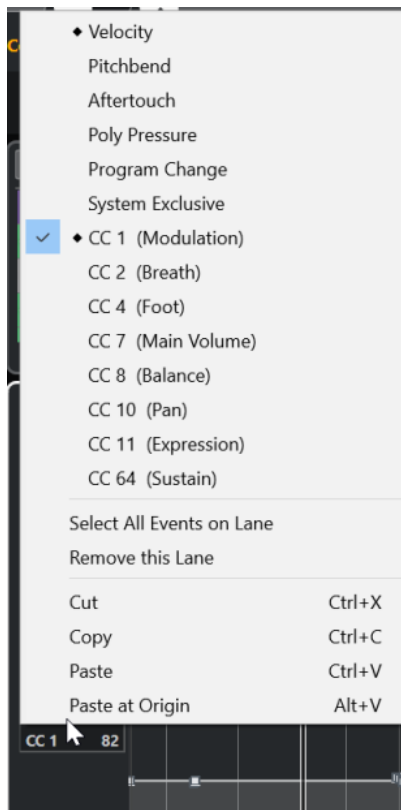 ◆ Velocity
Pitchbend
Aftertouch
Poly Pressure
Program Change
System Exclusive
✓ ◆ CC 1 (Modulation)
CC 2 (Breath)
CC 4 (Foot)
CC 7 (Main Volume)
CC 8 (Balance)
CC 10 (Pan)
CC 11 (Expression)
CC 64 (Sustain)
Select All Events on Lane
Remove this Lane
Cut Ctrl+X
Copy Ctrl+C
Paste Ctrl+V
Paste at Origin Alt+V
CC 1 82